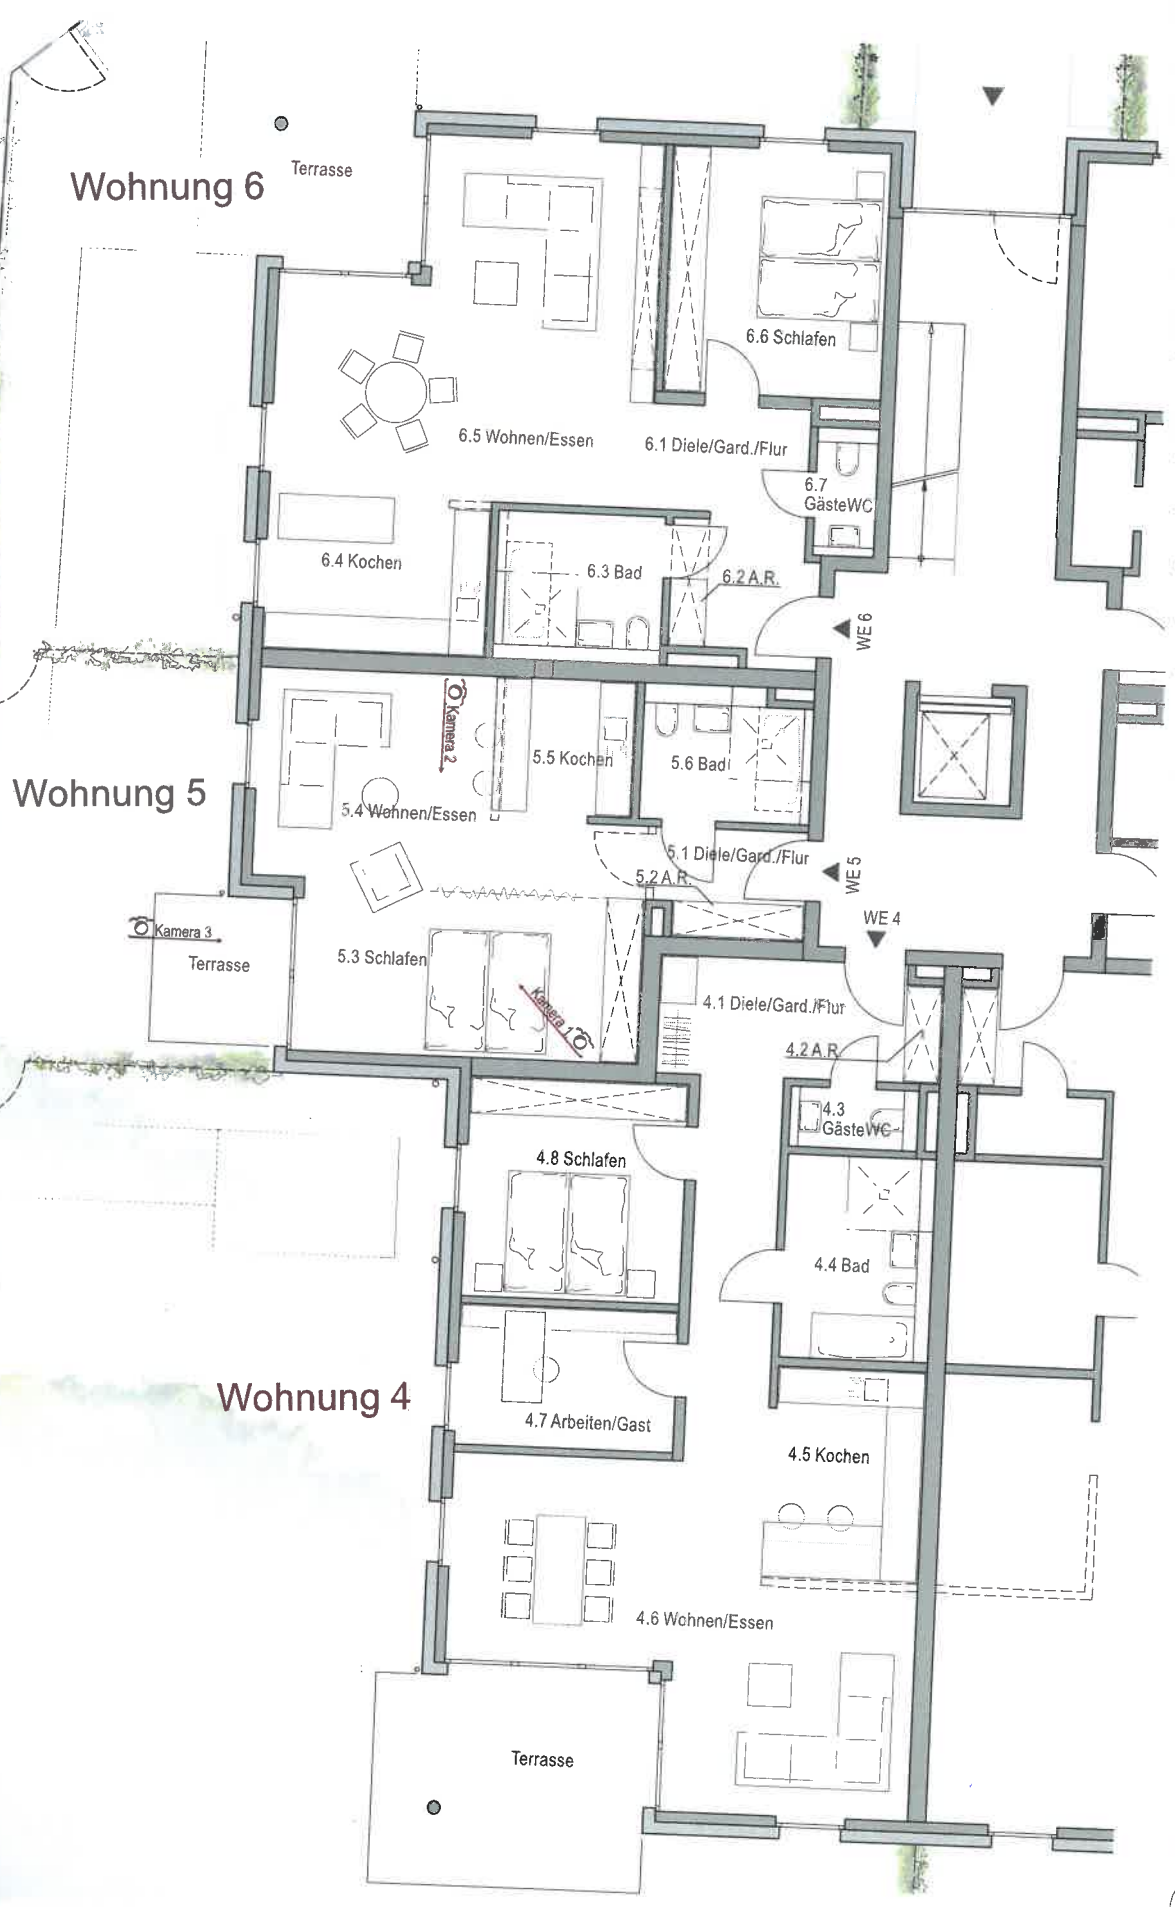 Terrasse
Wohnung 6
6.6 Schlafen
6.5 Wohnen/Essen
6.1 Diele/Gard./Flur
6.7
GästeWC
6.4 Kochen
6.3 Bad
6.2 A.R.
WE 6
Kamera 2
5.5 Kochen
5.6 Bad
Wohnung 5
5.4 Wohnen/Essen
5.1 Diele/Gard./Flur
5.2 A.R.
WE 5
WE 4
Kamera 3
Terrasse
5.3 Schlafen
Kamera 1
4.1 Diele/Gard./Flur
4.2 A.R.
4.3
GästeWC
4.8 Schlafen
4.4 Bad
Wohnung 4
4.7 Arbeiten/Gast
4.5 Kochen
4.6 Wohnen/Essen
Terrasse